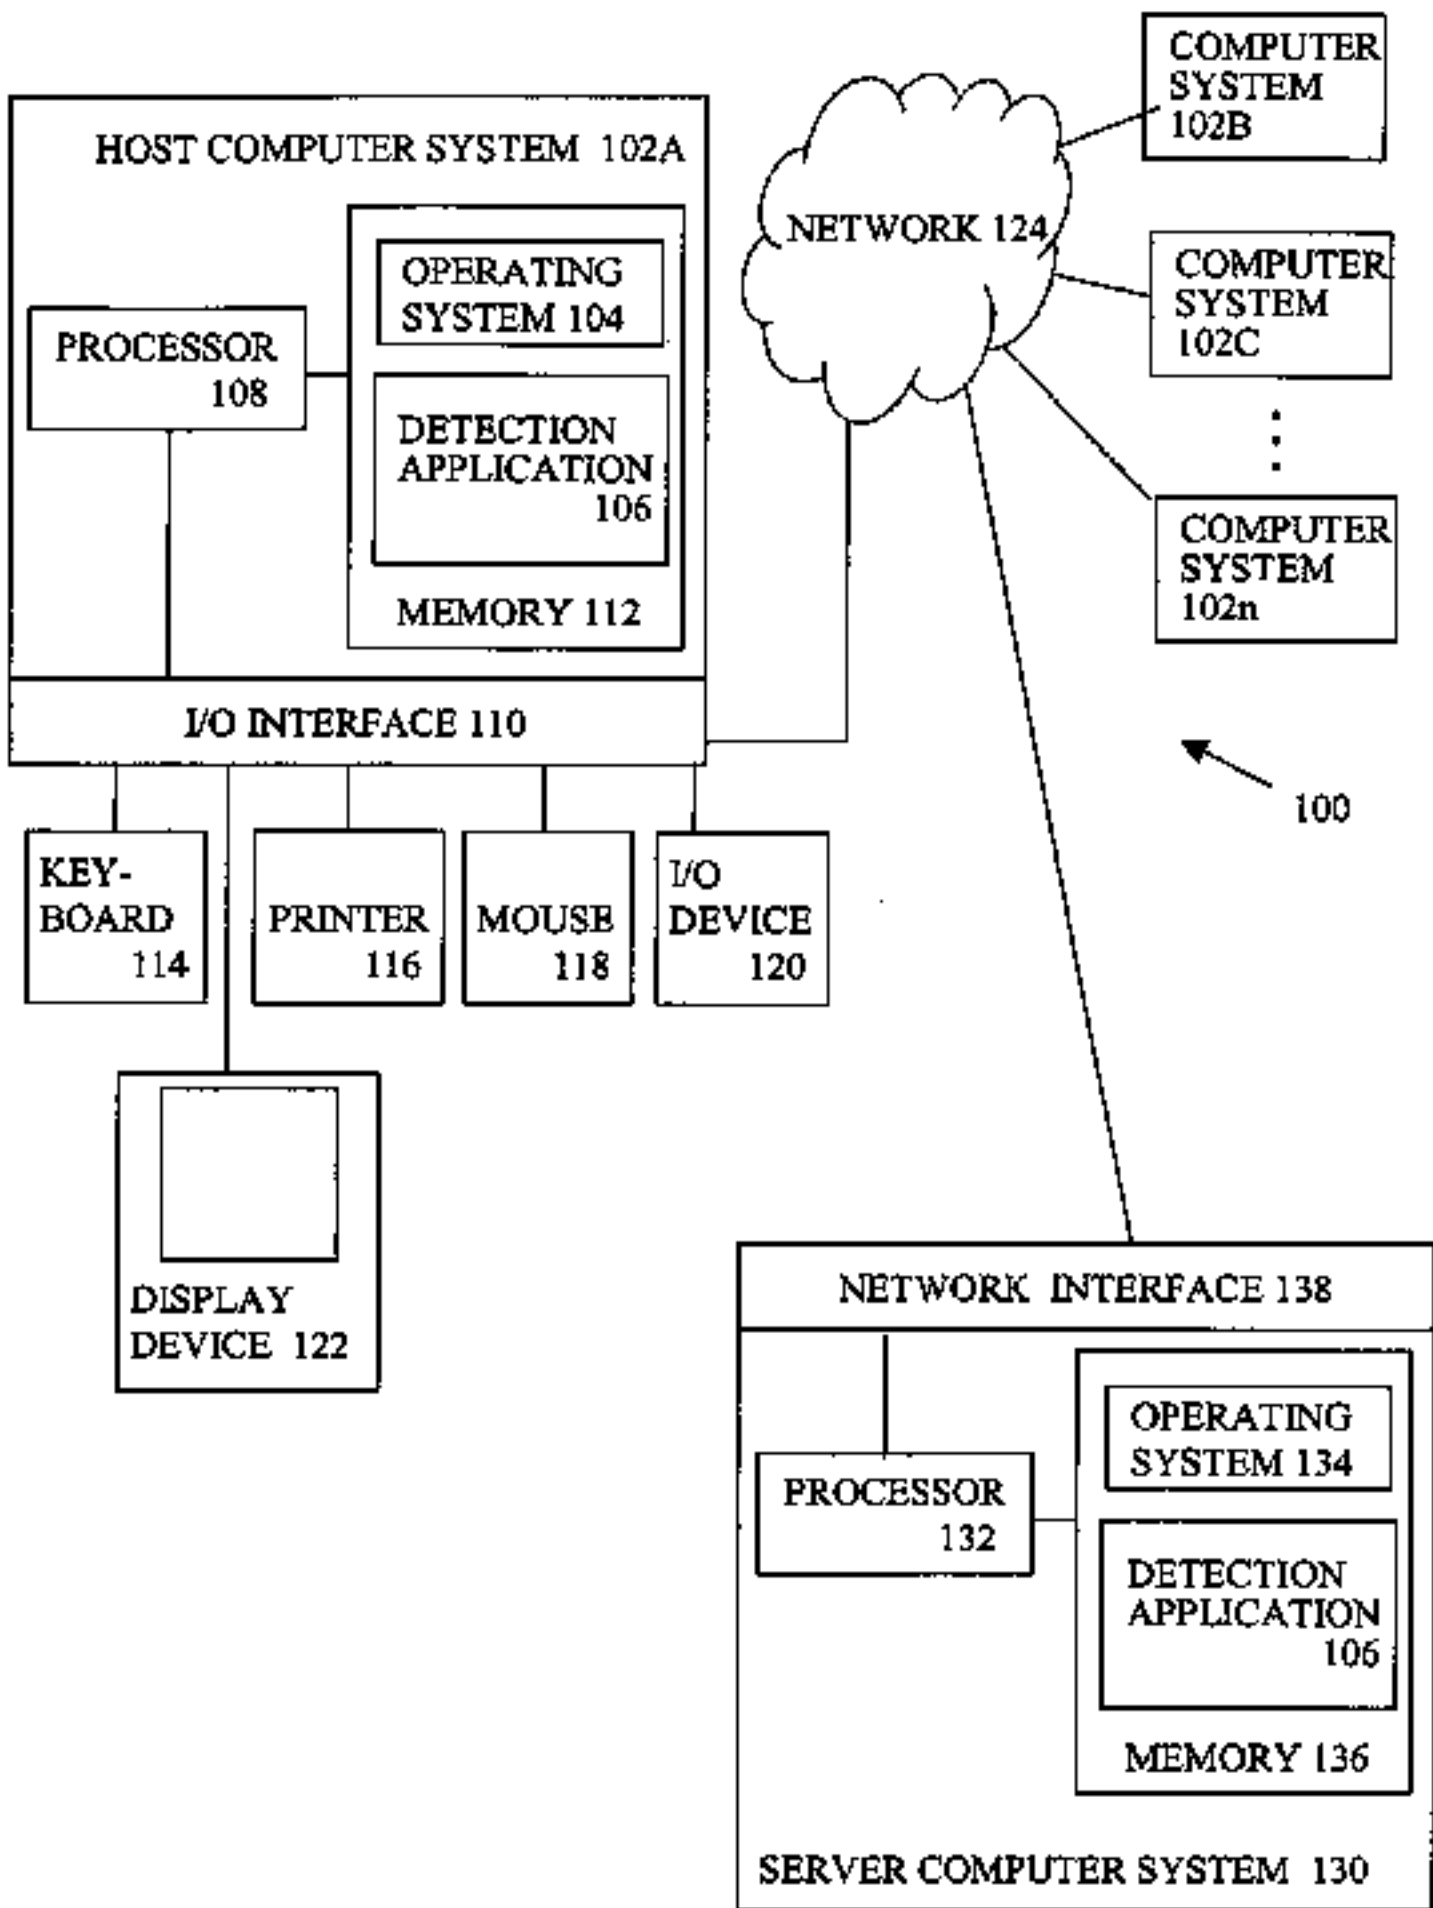 HOST COMPUTER SYSTEM 102A
OPERATING
SYSTEM 104
PROCESSOR
108
DETECTION
APPLICATION
106
MEMORY 112
I/O INTERFACE 110
KEY-
BOARD
114
PRINTER
116
MOUSE
118
I/O
DEVICE
120
DISPLAY
DEVICE 122
NETWORK 124
COMPUTER
SYSTEM
102B
COMPUTER
SYSTEM
102C
COMPUTER
SYSTEM
102n
100
NETWORK INTERFACE 138
OPERATING
SYSTEM 134
PROCESSOR
132
DETECTION
APPLICATION
106
MEMORY 136
SERVER COMPUTER SYSTEM 130